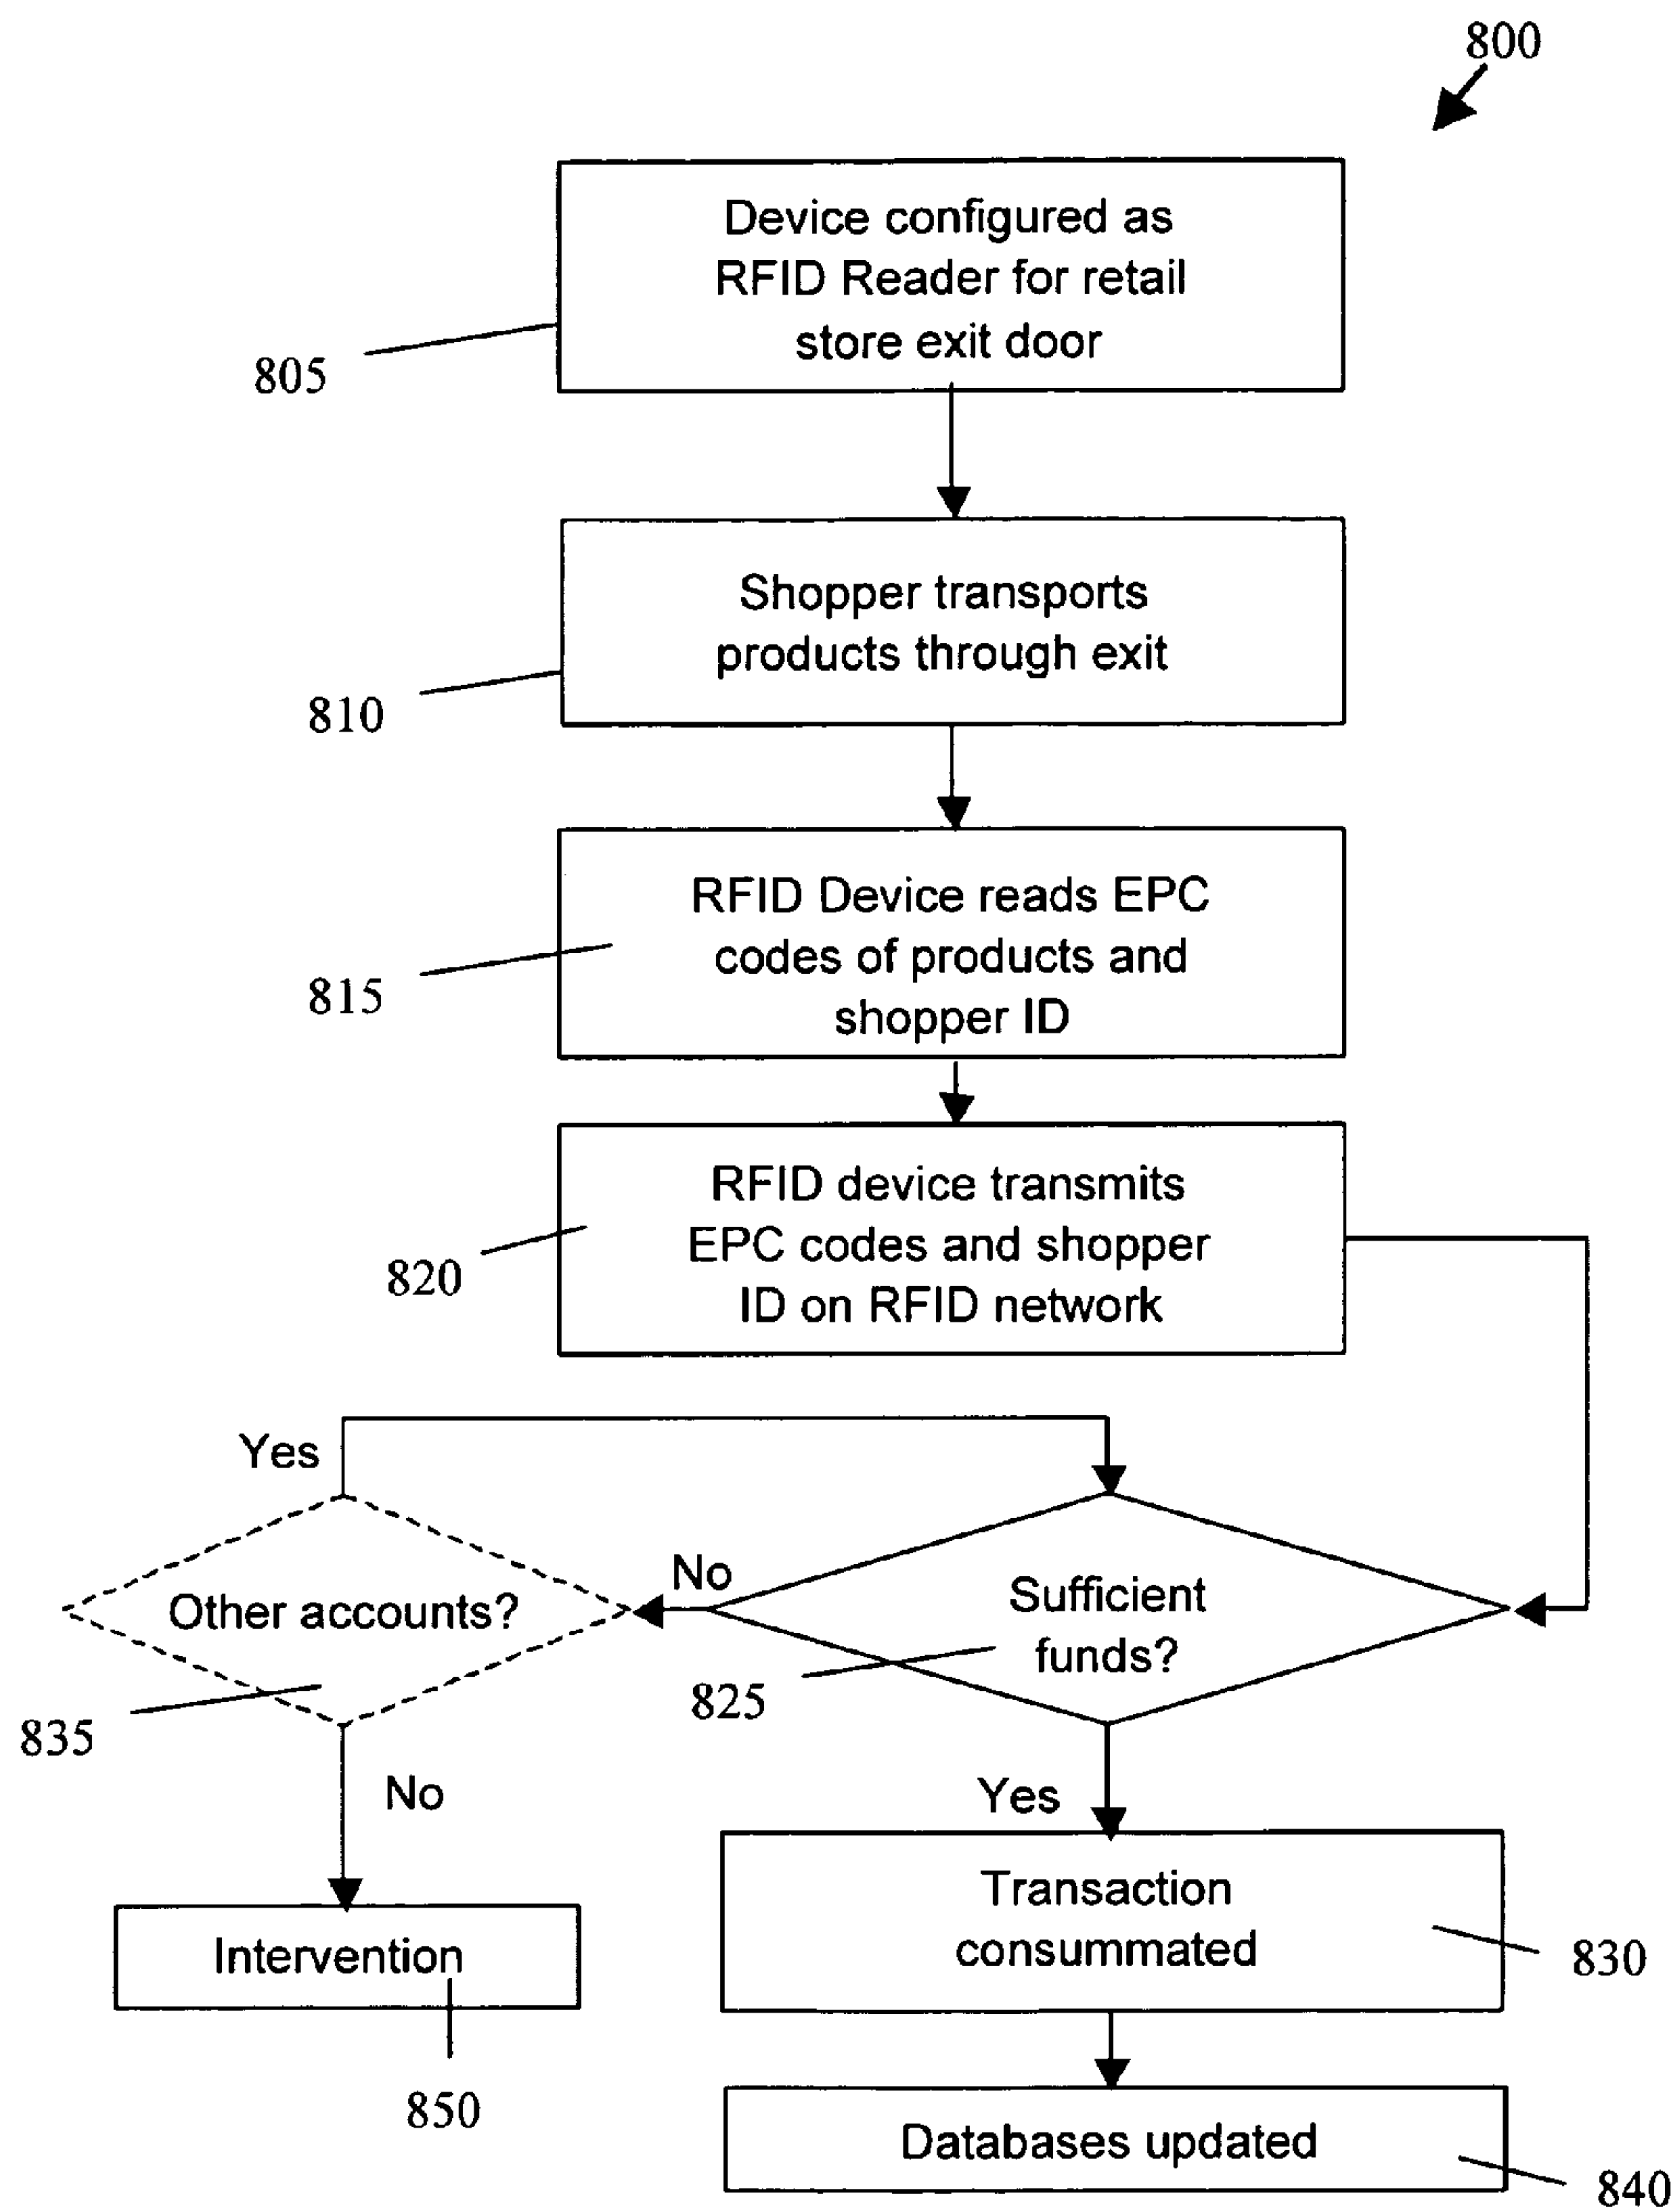 800
Device configured as
RFID Reader for retail
store exit door
805
Shopper transports
products through exit
810
RFID Device reads EPC
codes of products and
shopper ID
815
RFID device transmits
EPC codes and shopper
ID on RFID network
820
Yes
No
Other accounts?
Sufficient
funds?
825
835
No
Yes
Transaction
consummated
830
Intervention
850
Databases updated
840